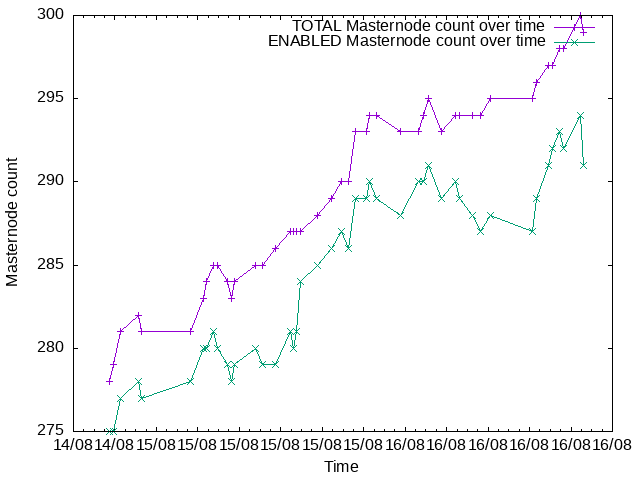 300
TOTAL Masternode count over time
ENABLED Masternode count over time
295
290
Masternode count
285
280
275
14/08 14/08 15/08 15/08 15/08 15/08 15/08 15/08 16/08 16/08 16/08 16/08 16/08 16/08
Time